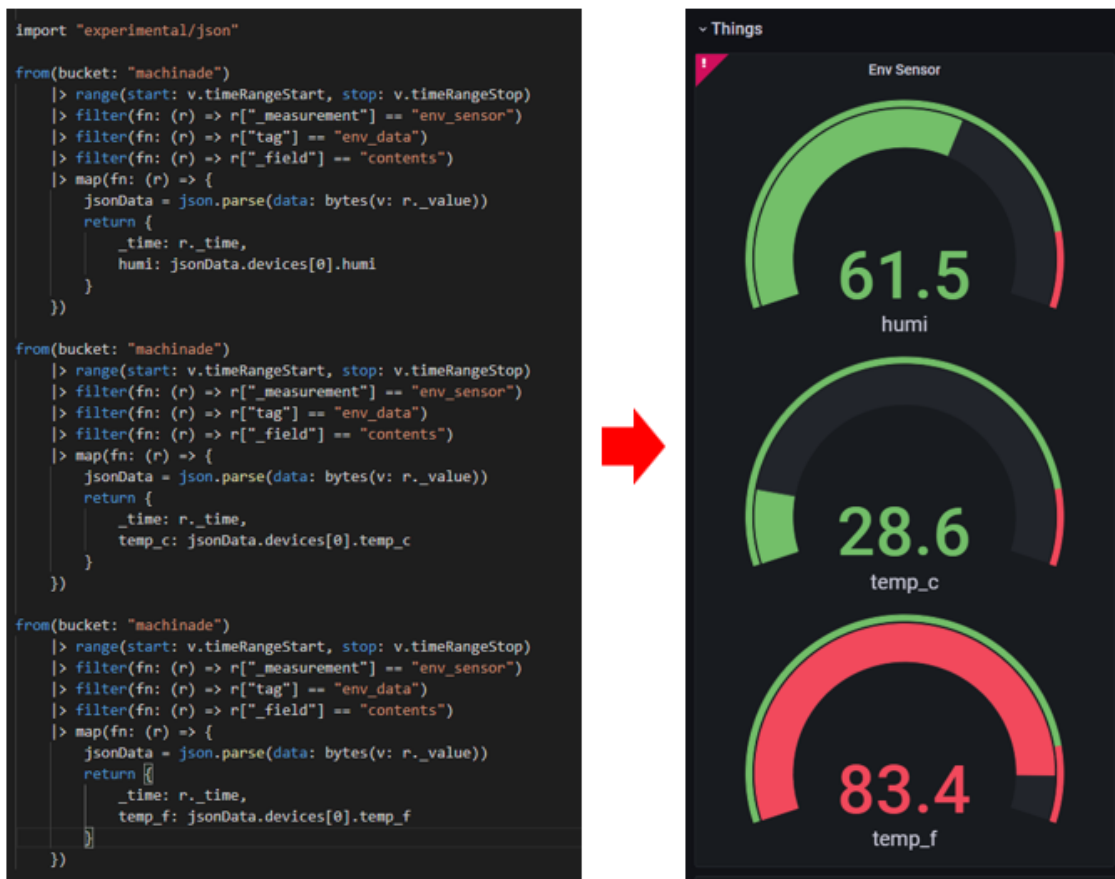 import "experimental/json"
from(bucket: "machinade")
|> range(start: v.timeRangeStart, stop: v.timeRangeStop)
|> filter(fn: (r) => r["_measurement"] == "env_sensor")
|> filter(fn: (r) => r["tag"] == "env_data")
|> filter(fn: (r) => r["_field"] == "contents")
|> map(fn: (r) => {
jsonData = json.parse(data: bytes(v: r._value))
return {
_time: r._time,
humi: jsonData.devices[0].humi
}
})
from(bucket: "machinade")
|> range(start: v.timeRangeStart, stop: v.timeRangeStop)
|> filter(fn: (r) => r["_measurement"] == "env_sensor")
|> filter(fn: (r) => r["tag"] == "env_data")
|> filter(fn: (r) => r["_field"] == "contents")
|> map(fn: (r) => {
jsonData = json.parse(data: bytes(v: r._value))
return {
_time: r._time,
temp_c: jsonData.devices[0].temp_c
}
})
from(bucket: "machinade")
|> range(start: v.timeRangeStart, stop: v.timeRangeStop)
|> filter(fn: (r) => r["_measurement"] == "env_sensor")
|> filter(fn: (r) => r["tag"] == "env_data")
|> filter(fn: (r) => r["_field"] == "contents")
|> map(fn: (r) => {
jsonData = json.parse(data: bytes(v: r._value))
return {
_time: r._time,
temp_f: jsonData.devices[0].temp_f
}
})
Things
!
Env Sensor
61.5
humi
28.6
temp_c
83.4
temp_f